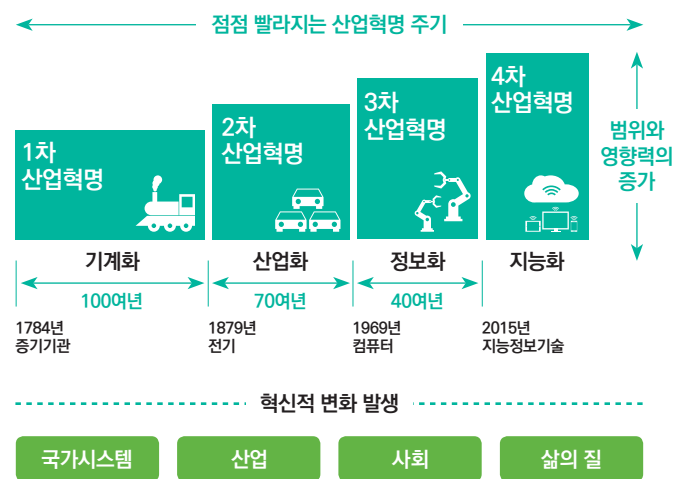 점점 빨라지는 산업혁명 주기
1차
산업혁명
2차
산업혁명
3차
산업혁명
4차
산업혁명
범위와
영향력의
증가
기계화
산업화
정보화
지능화
100여년
70여년
40여년
1784년
증기기관
1879년
전기
1969년
컴퓨터
2015년
지능정보기술
혁신적 변화 발생
국가시스템
산업
사회
삶의 질